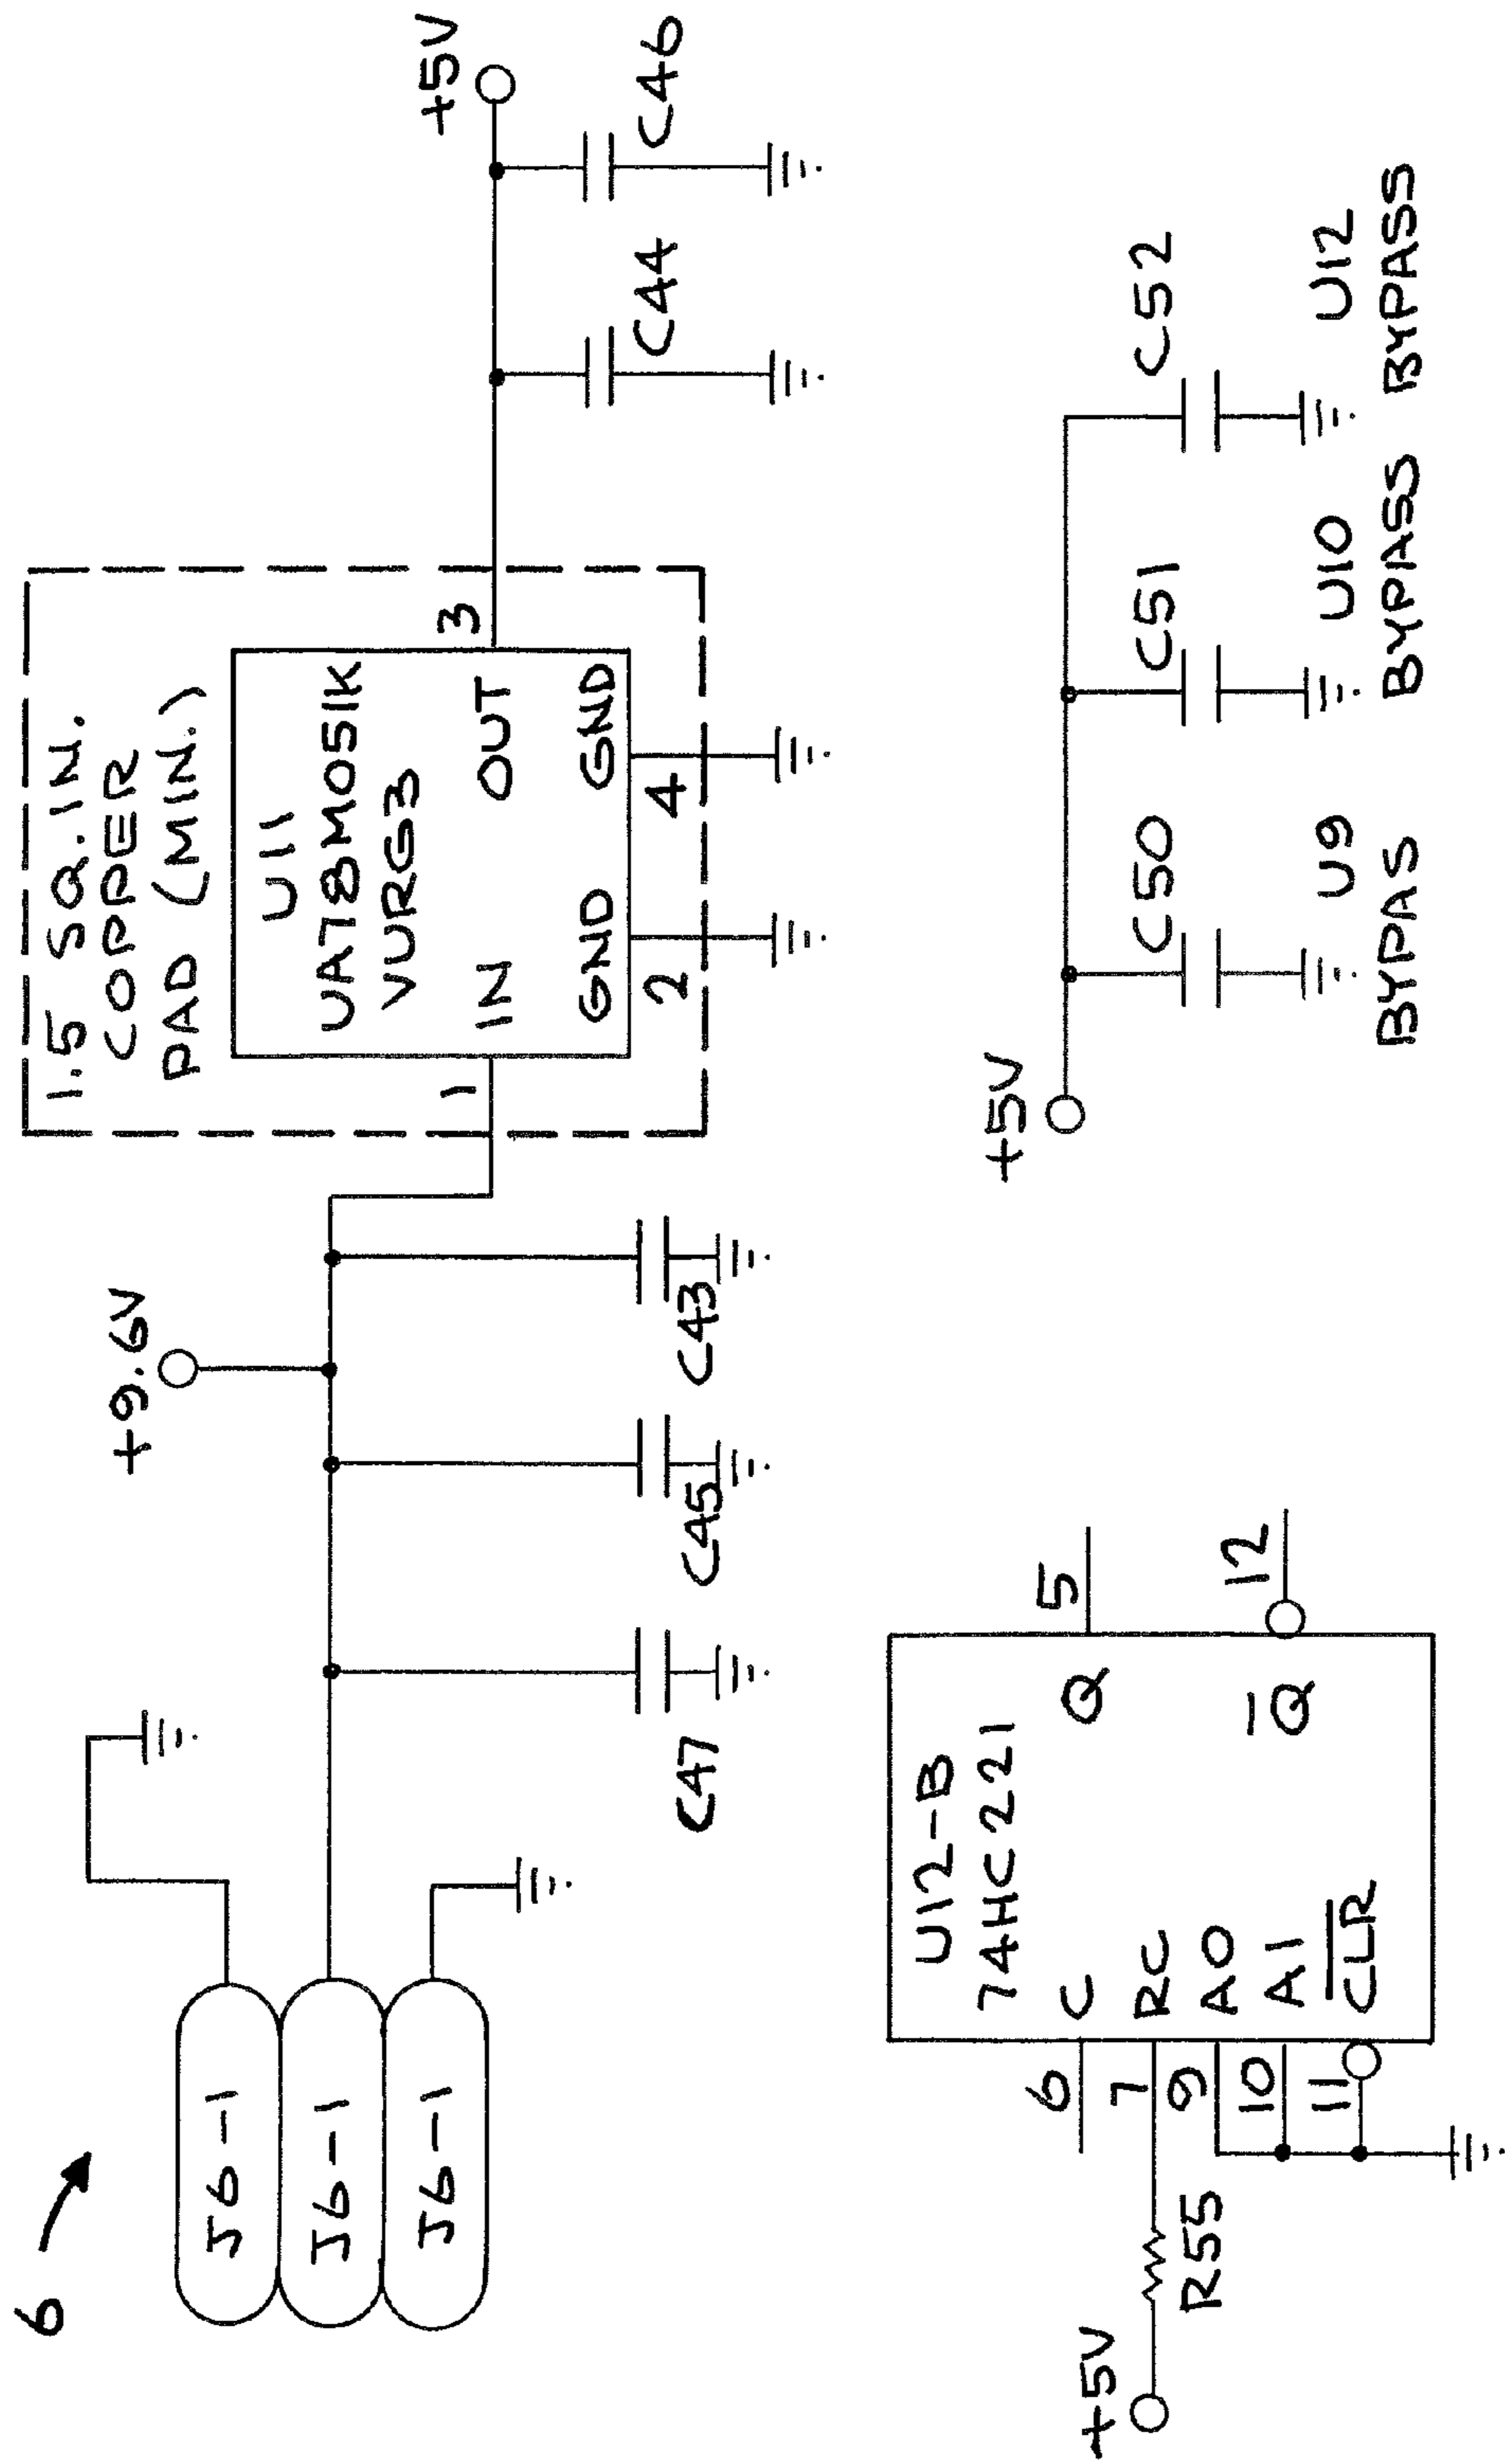 6
J6-1
J6-1
J6-1
+9.6V
C47
C45
C43
1.5 SQ.IN.
COPPER
PAD (MIN.)
U11
UA78M051K
VURG3
IN
OUT
GND
GND
1
2
4
3
+5V
C44
C46
+5V
R55
6
7
9
10
11
U12-B
74HC221
C
RC
A0
A1
CLR
Q
Q
5
12
+5V
C50
C51
C52
U9
BYPAS
U10
BYPASS
U12
BYPASS